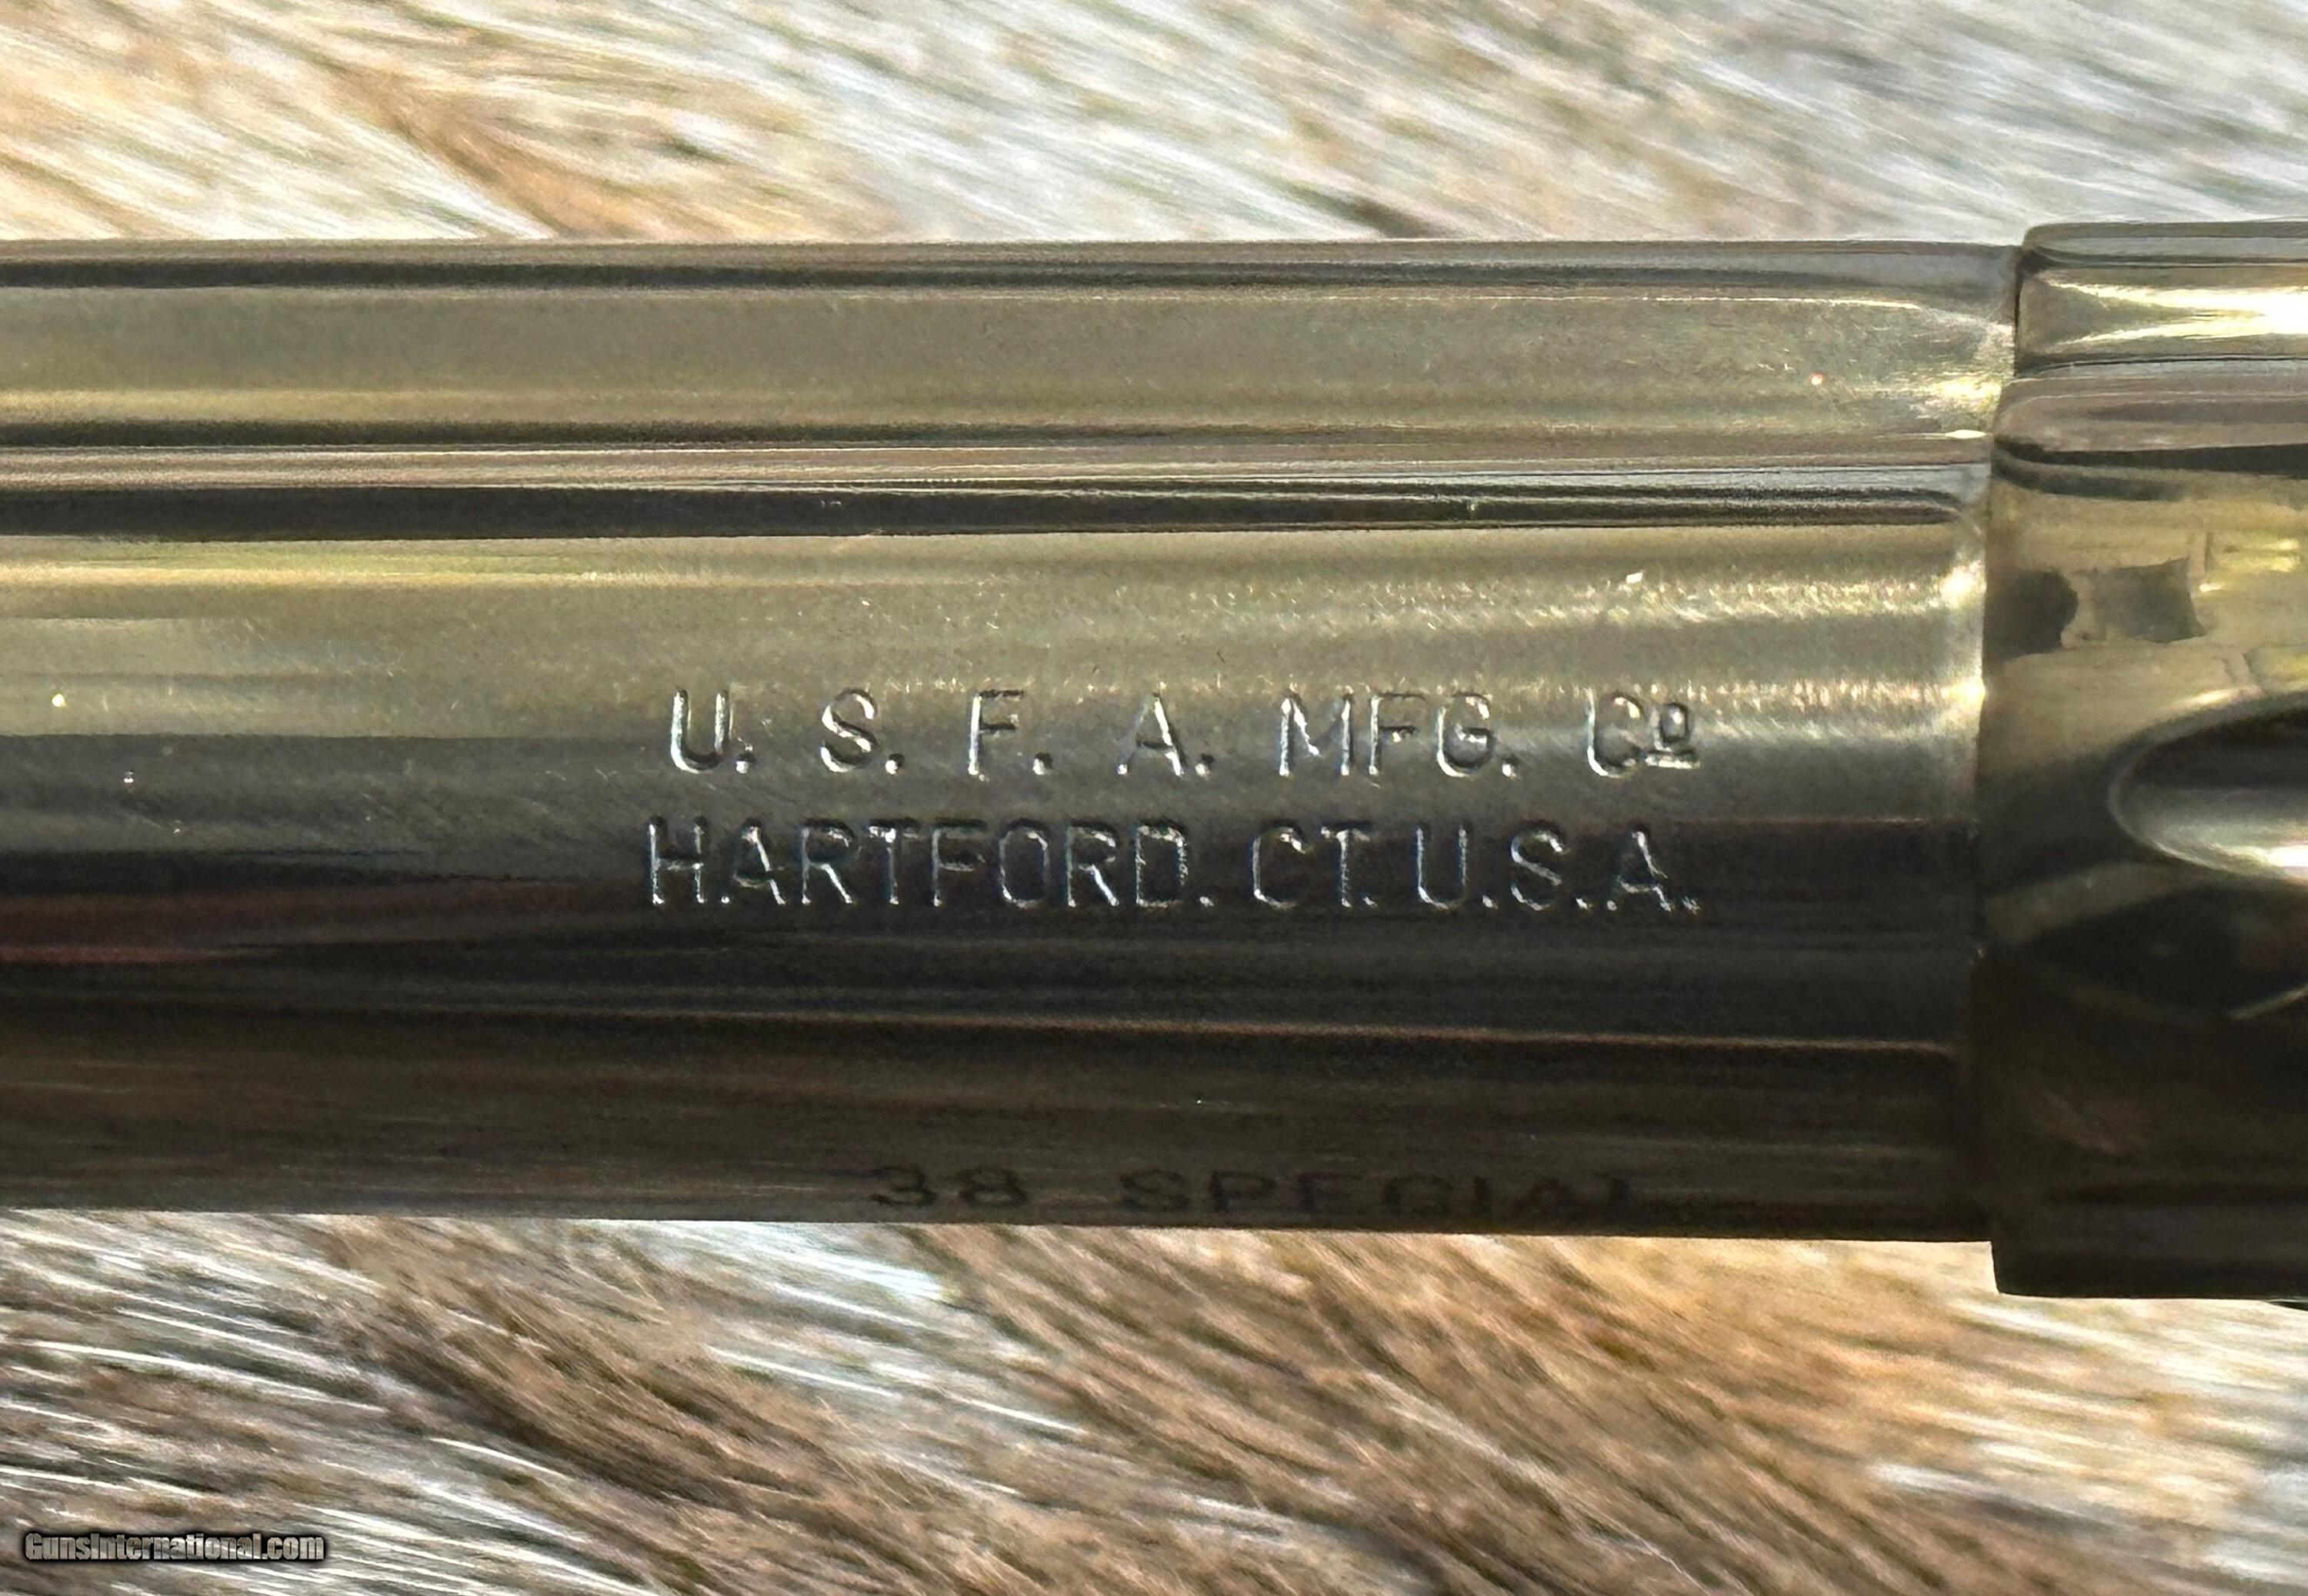 U. S. F. A. MFG. Cº
HARTFORD. CT. U.S.A.
38 SPECIAL
GunsInternational.com